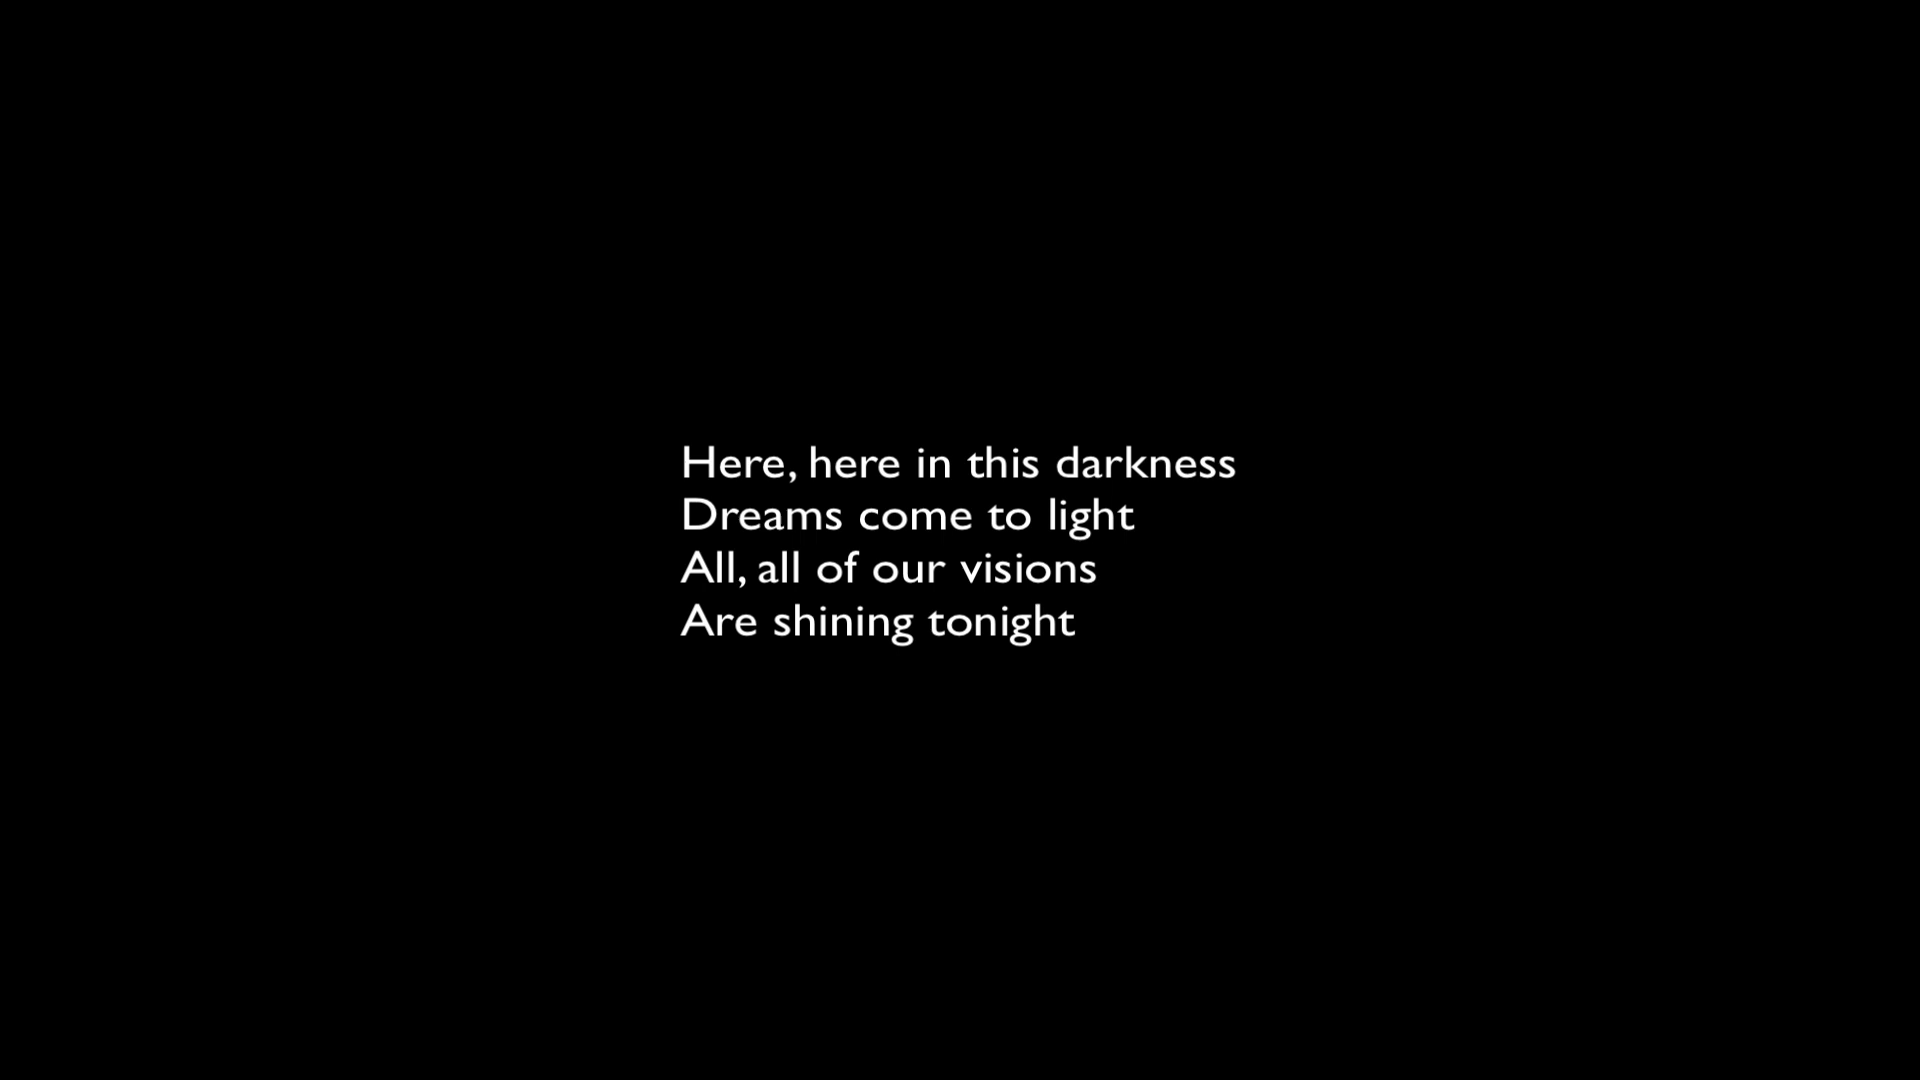 Here, here in this darkness
Dreams come to light
All, all of our visions
Are shining tonight